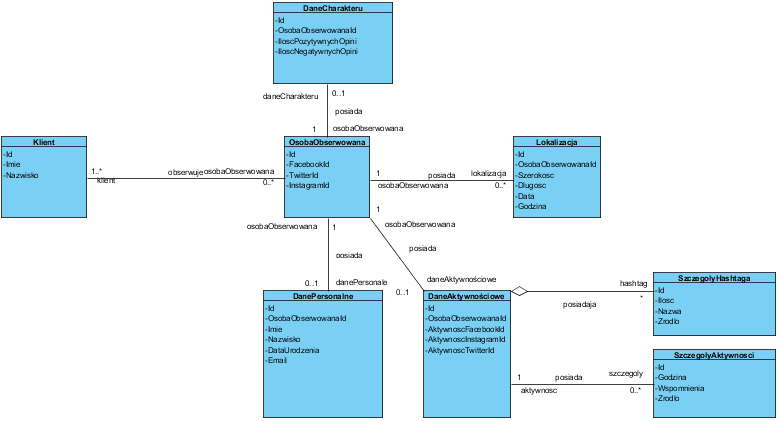 DaneCharakteru
-Id
-OsobaObserwowanaId
-IloscPozytywnychOpini
-IloscNegatywnychOpini
daneCharakteru
0..1
posiada
1
osobaObserwowana
Klient
-Id
-Imie
-Nazwisko
1..*
klient
obserwuje
osobaObserwowana
0..*
OsobaObserwowana
-Id
-FacebookId
-TwitterId
-InstagramId
1
osobaObserwowana
posiada
lokalizacja
0..*
Lokalizacja
-Id
-OsobaObserwowanaId
-Szerokosc
-Dlugosc
-Data
-Godzina
osobaObserwowana
1
posiada
0..1
danePersonale
1
osobaObserwowana
posiada
daneAktywnościowe
0..1
DanePersonalne
-Id
-OsobaObserwowanaId
-Imie
-Nazwisko
-DataUrodzenia
-Email
DaneAktywnościowe
-Id
-OsobaObserwowanaId
-AktywnoscFacebookId
-AktywnoscInstagramId
-AktywnoscTwitterId
hashtag
posiadaja
*
SzczegolyHashtaga
-Id
-Ilosc
-Nazwa
-Zrodlo
1
aktywnosc
posiada
szczegoly
0..*
SzczegolyAktywnosci
-Id
-Godzina
-Wspomnienia
-Zrodlo